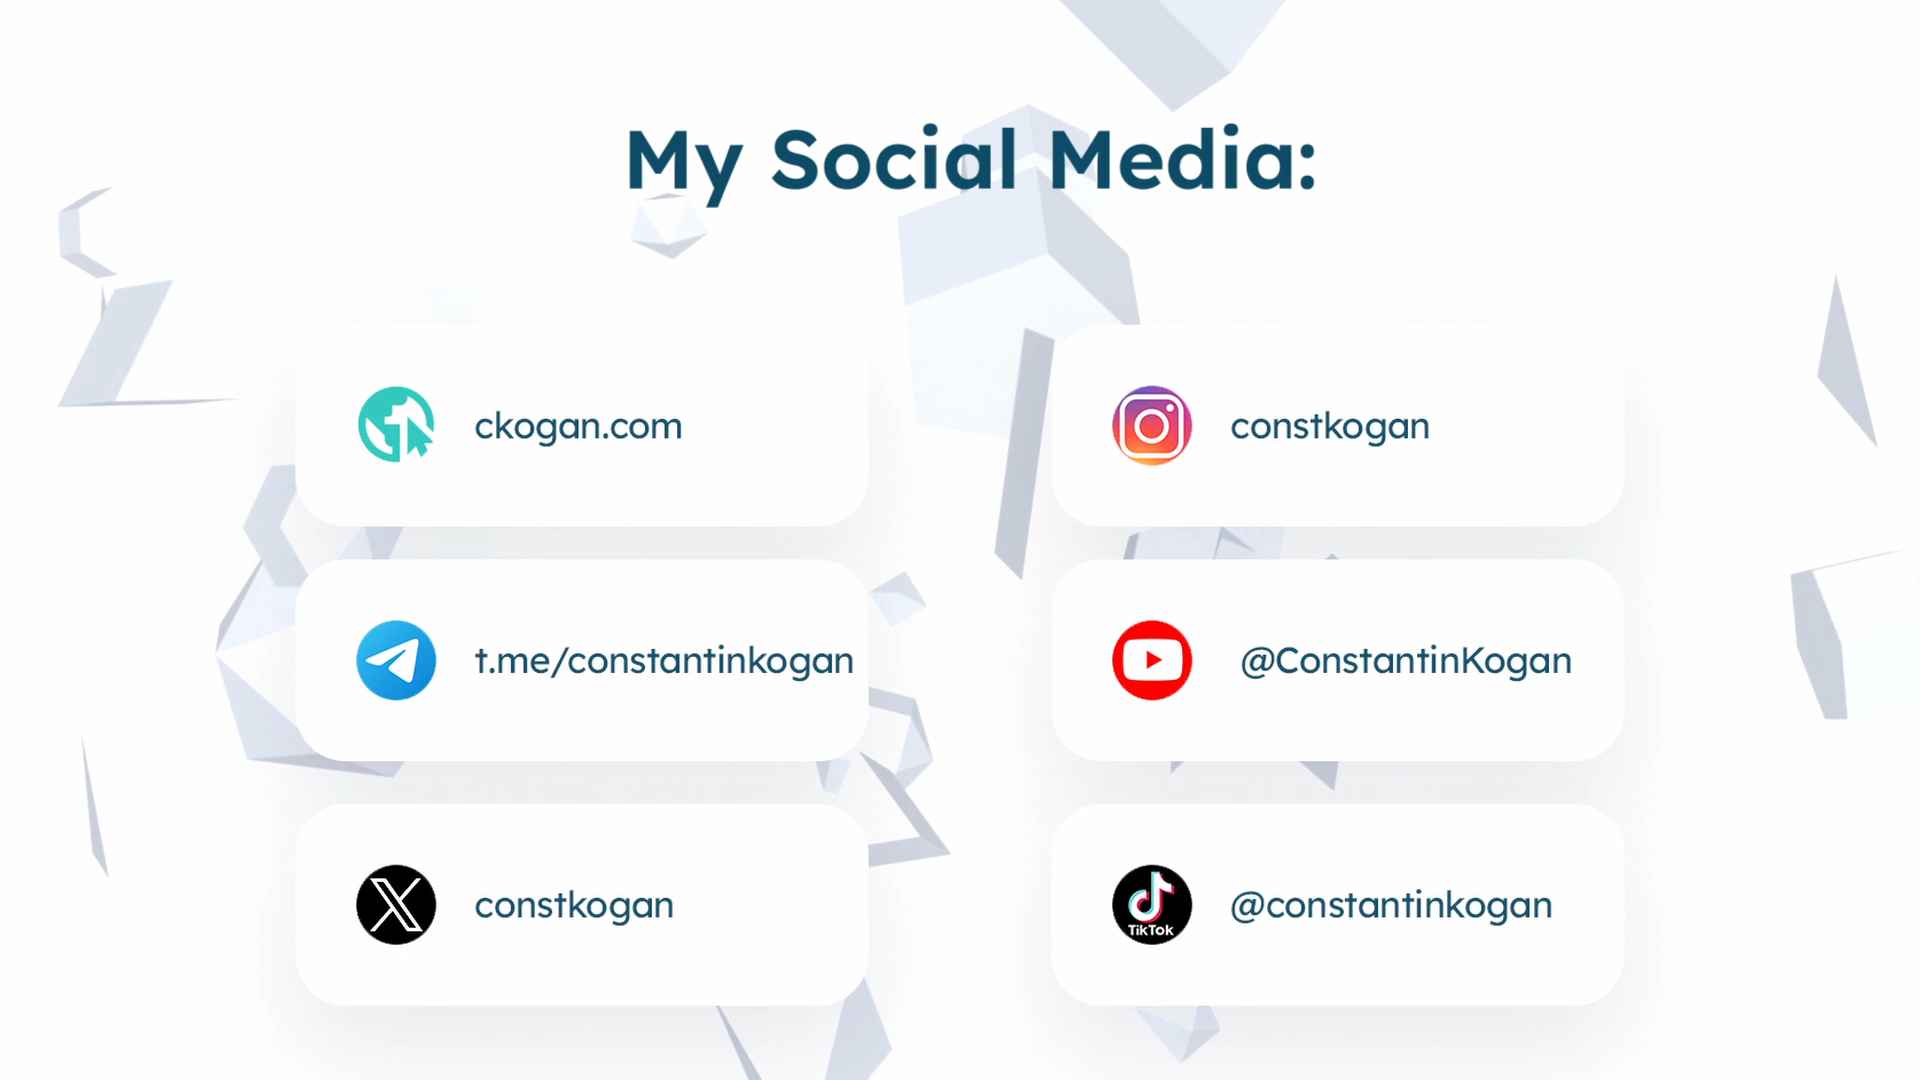 My Social Media:
ckogan.com
constkogan
t.me/constantinkogan
@ConstantinKogan
constkogan
TikTok
@constantinkogan